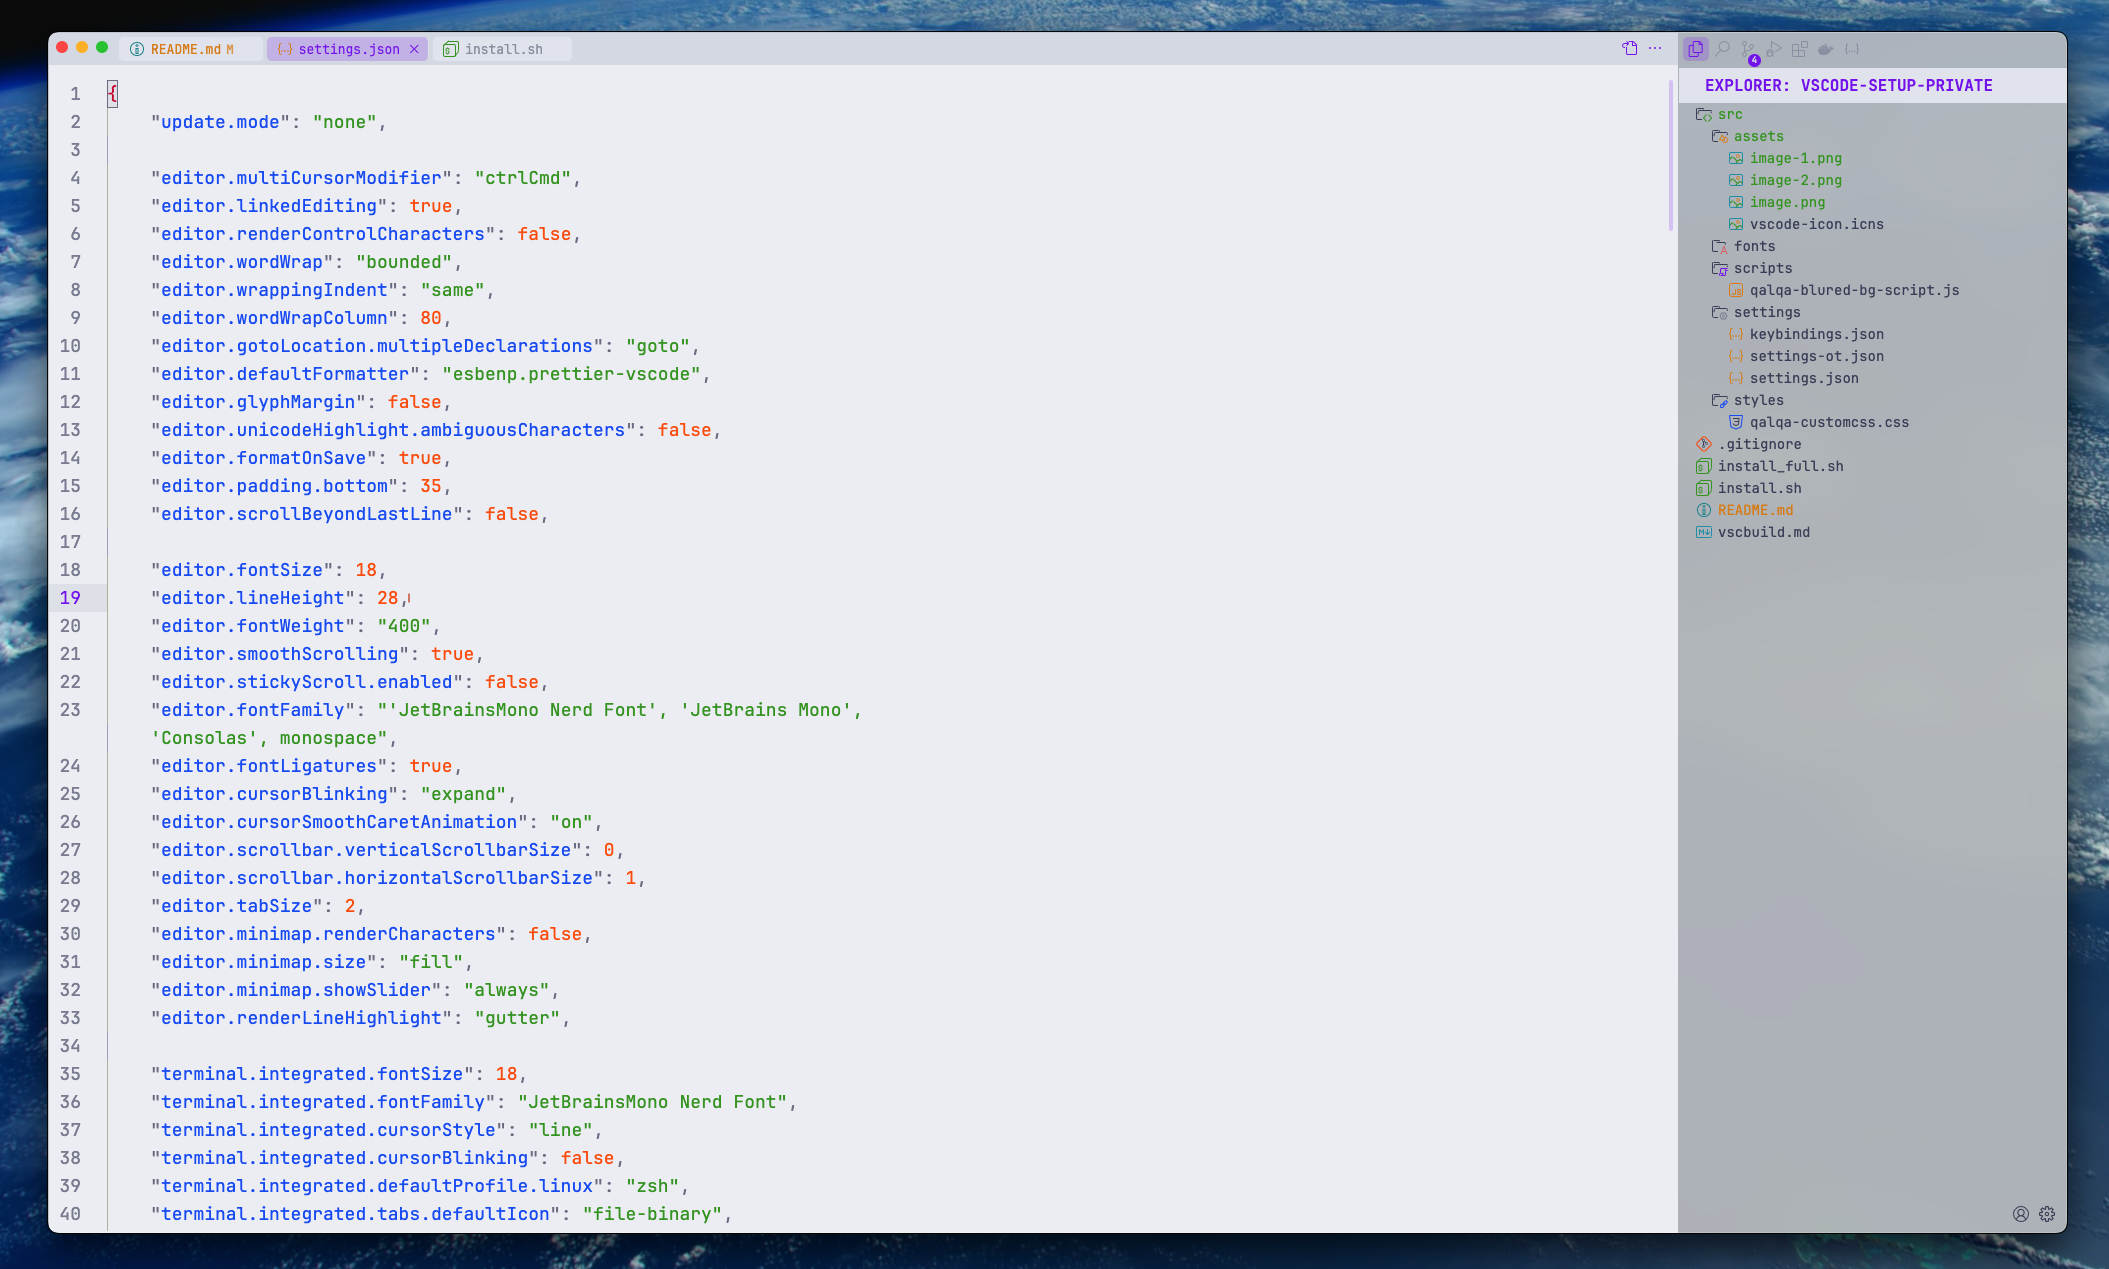 README.md M
{..} settings.json ×
install.sh
1 {
2 "update.mode": "none",
3
4 "editor.multiCursorModifier": "ctrlCmd",
5 "editor.linkedEditing": true,
6 "editor.renderControlCharacters": false,
7 "editor.wordWrap": "bounded",
8 "editor.wrappingIndent": "same",
9 "editor.wordWrapColumn": 80,
10 "editor.gotoLocation.multipleDeclarations": "goto",
11 "editor.defaultFormatter": "esbenp.prettier-vscode",
12 "editor.glyphMargin": false,
13 "editor.unicodeHighlight.ambiguousCharacters": false,
14 "editor.formatOnSave": true,
15 "editor.padding.bottom": 35,
16 "editor.scrollBeyondLastLine": false,
17
18 "editor.fontSize": 18,
19 "editor.lineHeight": 28,
20 "editor.fontWeight": "400",
21 "editor.smoothScrolling": true,
22 "editor.stickyScroll.enabled": false,
23 "editor.fontFamily": "'JetBrainsMono Nerd Font', 'JetBrains Mono',
'Consolas', monospace",
24 "editor.fontLigatures": true,
25 "editor.cursorBlinking": "expand",
26 "editor.cursorSmoothCaretAnimation": "on",
27 "editor.scrollbar.verticalScrollbarSize": 0,
28 "editor.scrollbar.horizontalScrollbarSize": 1,
29 "editor.tabSize": 2,
30 "editor.minimap.renderCharacters": false,
31 "editor.minimap.size": "fill",
32 "editor.minimap.showSlider": "always",
33 "editor.renderLineHighlight": "gutter",
34
35 "terminal.integrated.fontSize": 18,
36 "terminal.integrated.fontFamily": "JetBrainsMono Nerd Font",
37 "terminal.integrated.cursorStyle": "line",
38 "terminal.integrated.cursorBlinking": false,
39 "terminal.integrated.defaultProfile.linux": "zsh",
40 "terminal.integrated.tabs.defaultIcon": "file-binary",
4
EXPLORER: VSCODE-SETUP-PRIVATE
src
assets
image-1.png
image-2.png
image.png
vscode-icon.icns
fonts
scripts
JS qalqa-blured-bg-script.js
settings
{..} keybindings.json
{..} settings-ot.json
{..} settings.json
styles
qalqa-customcss.css
.gitignore
install_full.sh
install.sh
README.md
vscbuild.md